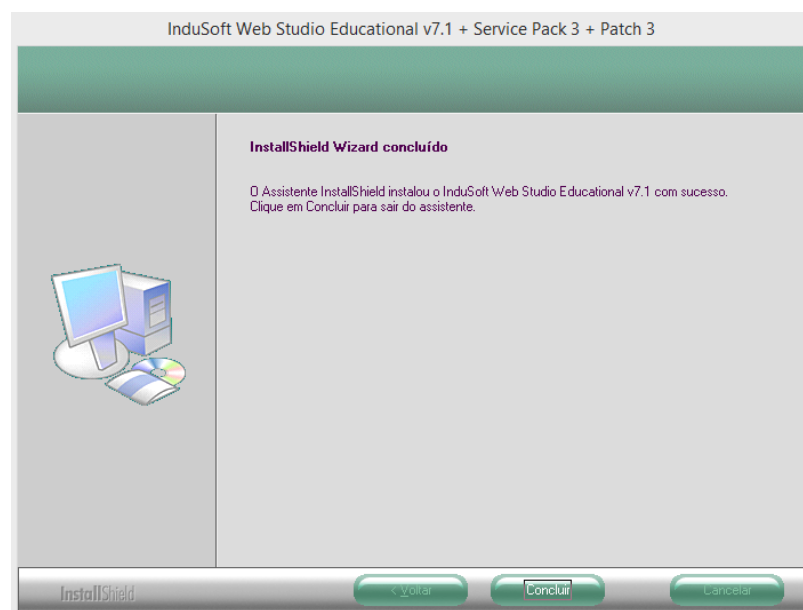 InduSoft Web Studio Educational v7.1 + Service Pack 3 + Patch 3
InstallShield Wizard concluído
O Assistente InstallShield instalou o InduSoft Web Studio Educational v7.1 com sucesso.
Clique em Concluir para sair do assistente.
InstallShield
< Voltar
Concluir
Cancelar